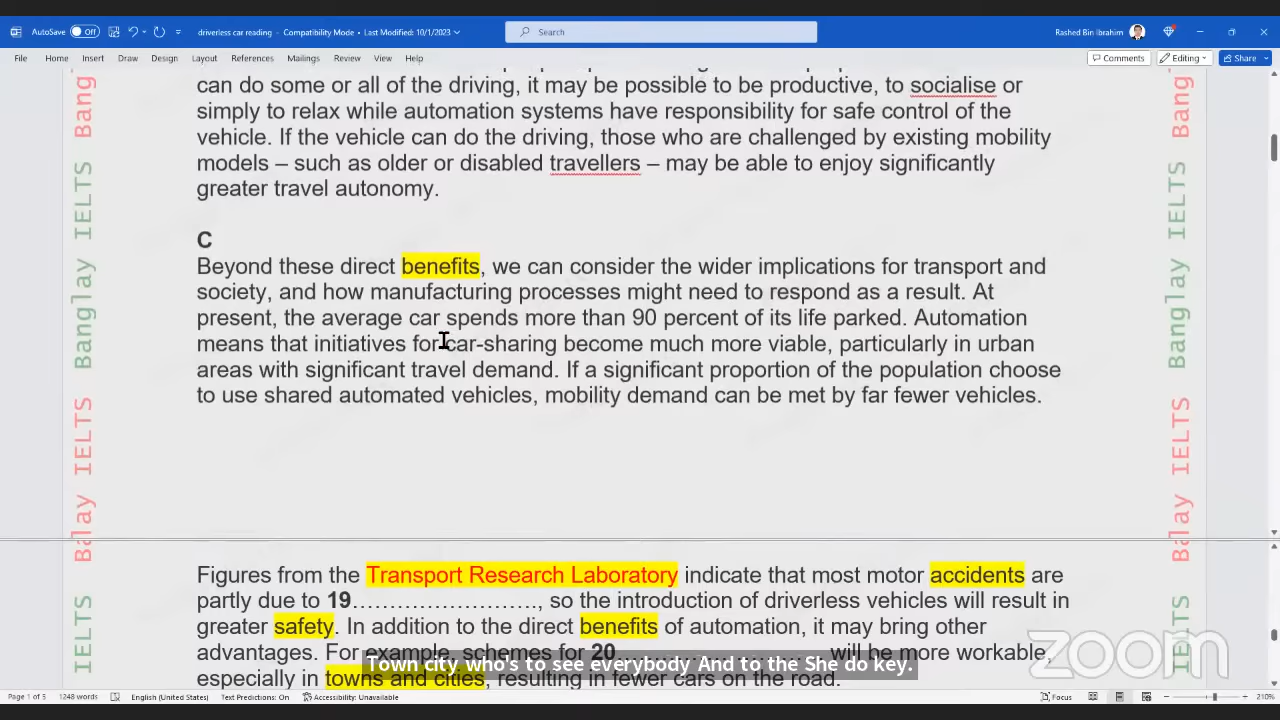 AutoSave Off driverless car reading - Compatibility Mode • Last Modified: 10/1/2023 Search Rashed Bin Ibrahim
File Home Insert Draw Design Layout References Mailings Review View Help Comments Editing Share
can do some or all of the driving, it may be possible to be productive, to socialise or
simply to relax while automation systems have responsibility for safe control of the
vehicle. If the vehicle can do the driving, those who are challenged by existing mobility
models – such as older or disabled travellers – may be able to enjoy significantly
greater travel autonomy.
C
Beyond these direct benefits, we can consider the wider implications for transport and
society, and how manufacturing processes might need to respond as a result. At
present, the average car spends more than 90 percent of its life parked. Automation
means that initiatives for car-sharing become much more viable, particularly in urban
areas with significant travel demand. If a significant proportion of the population choose
to use shared automated vehicles, mobility demand can be met by far fewer vehicles.
Figures from the Transport Research Laboratory indicate that most motor accidents are
partly due to 19……………………., so the introduction of driverless vehicles will result in
greater safety. In addition to the direct benefits of automation, it may bring other
advantages. For example, schemes for 20 will be more workable,
especially in towns and cities, resulting in fewer cars on the road.
Town city, who's to see everybody And to the She do key.
zoom
Bang
Banglay IELTS
Balay IELTS
IELTS
Bang
Banglay IELTS
Balay IELTS
IELTS
Page 1 of 5 1248 words English (United States) Text Predictions: On Accessibility: Unavailable Focus 210%